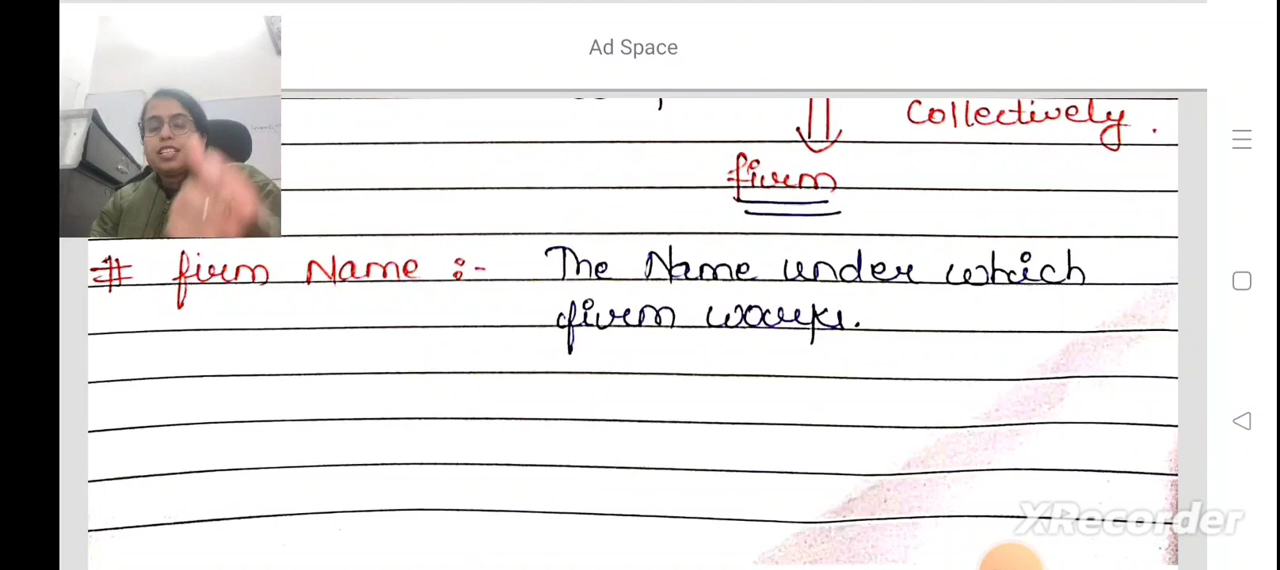 Ad Space
Collectively.
firm
# firm Name :- The Name under which
firm works.
XRecorder